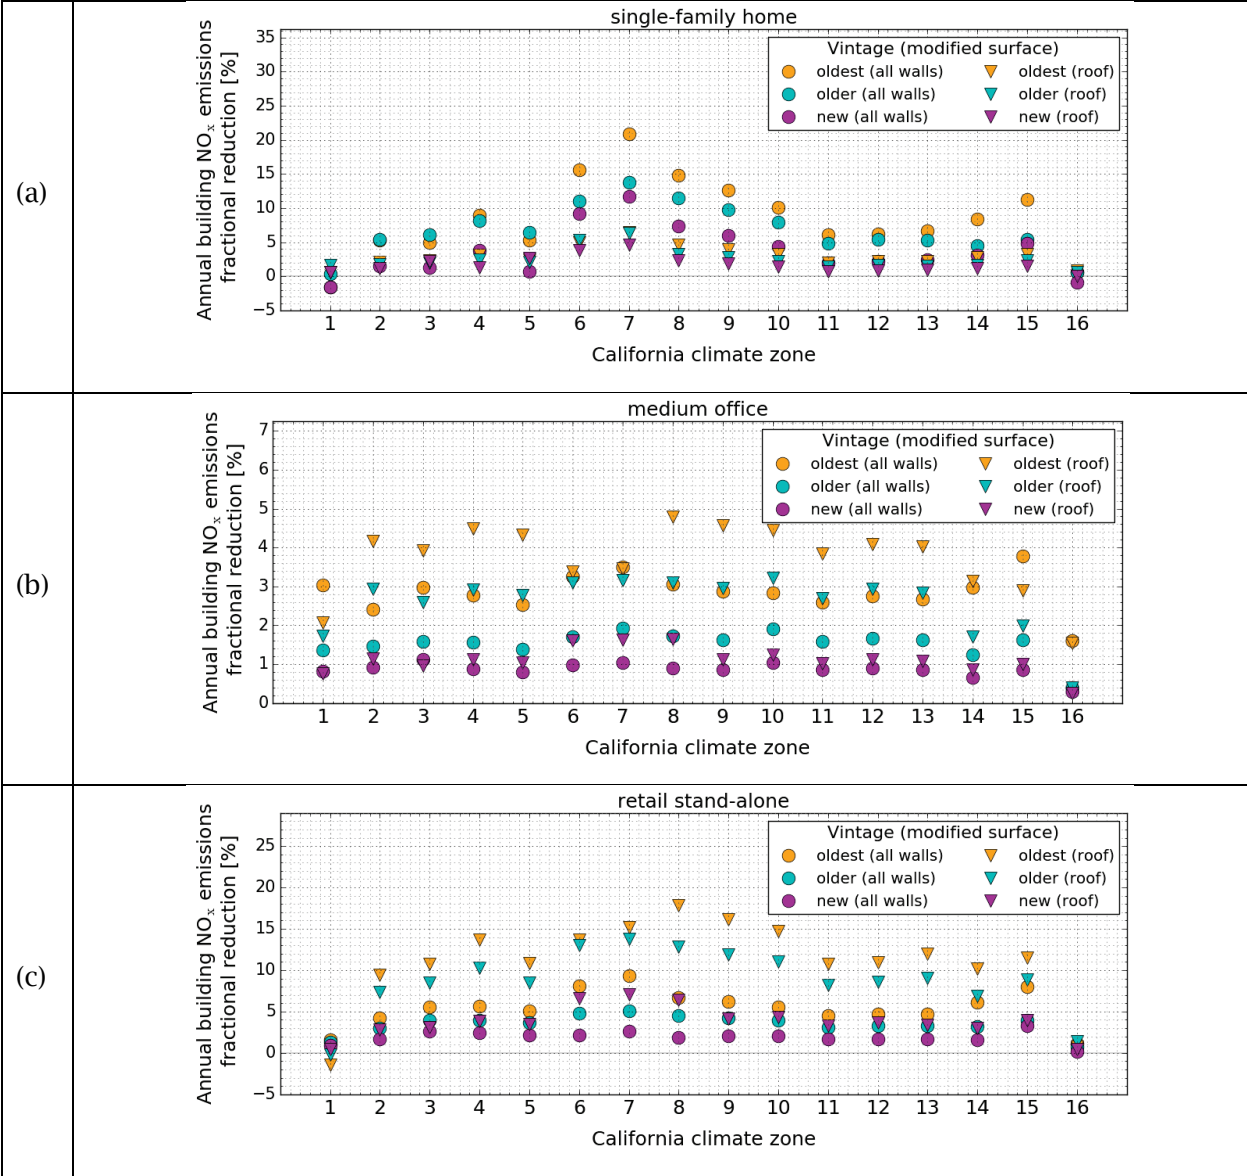 (a)
single-family home
Annual building NOx emissions
fractional reduction [%]
35
30
25
20
15
10
5
0
−5
Vintage (modified surface)
oldest (all walls) oldest (roof)
older (all walls) older (roof)
new (all walls) new (roof)
1 2 3 4 5 6 7 8 9 10 11 12 13 14 15 16
California climate zone
(b)
medium office
Annual building NOx emissions
fractional reduction [%]
7
6
5
4
3
2
1
0
Vintage (modified surface)
oldest (all walls) oldest (roof)
older (all walls) older (roof)
new (all walls) new (roof)
1 2 3 4 5 6 7 8 9 10 11 12 13 14 15 16
California climate zone
(c)
retail stand-alone
Annual building NOx emissions
fractional reduction [%]
25
20
15
10
5
0
−5
Vintage (modified surface)
oldest (all walls) oldest (roof)
older (all walls) older (roof)
new (all walls) new (roof)
1 2 3 4 5 6 7 8 9 10 11 12 13 14 15 16
California climate zone